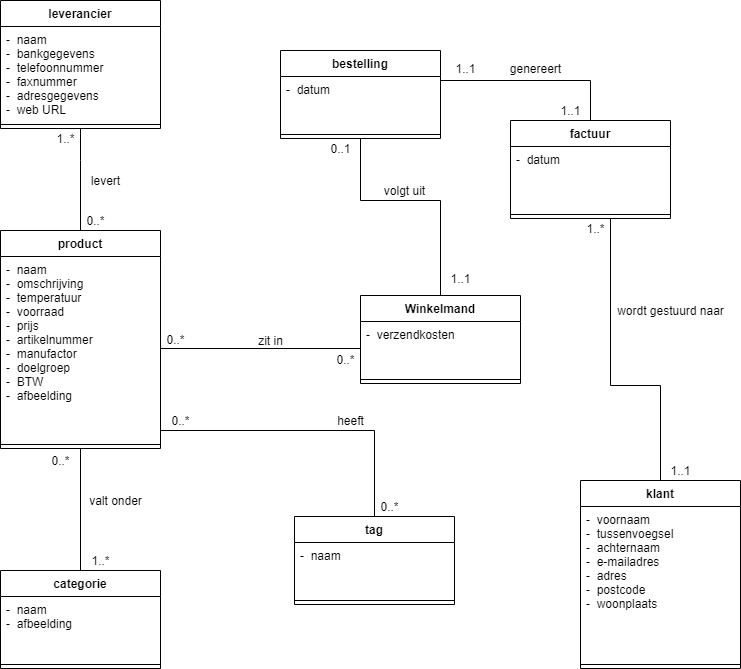 leverancier
- naam
- bankgegevens
- telefoonnummer
- faxnummer
- adresgegevens
- web URL
1..*
levert
0..*
product
- naam
- omschrijving
- temperatuur
- voorraad
- prijs
- artikelnummer
- manufactor
- doelgroep
- BTW
- afbeelding
0..*
valt onder
1..*
categorie
- naam
- afbeelding
0..*
zit in
0..*
0..*
heeft
0..*
tag
- naam
bestelling
- datum
0..1
volgt uit
1..1
Winkelmand
- verzendkosten
1..1
genereert
1..1
factuur
- datum
1..*
wordt gestuurd naar
1..1
klant
- voornaam
- tussenvoegsel
- achternaam
- e-mailadres
- adres
- postcode
- woonplaats